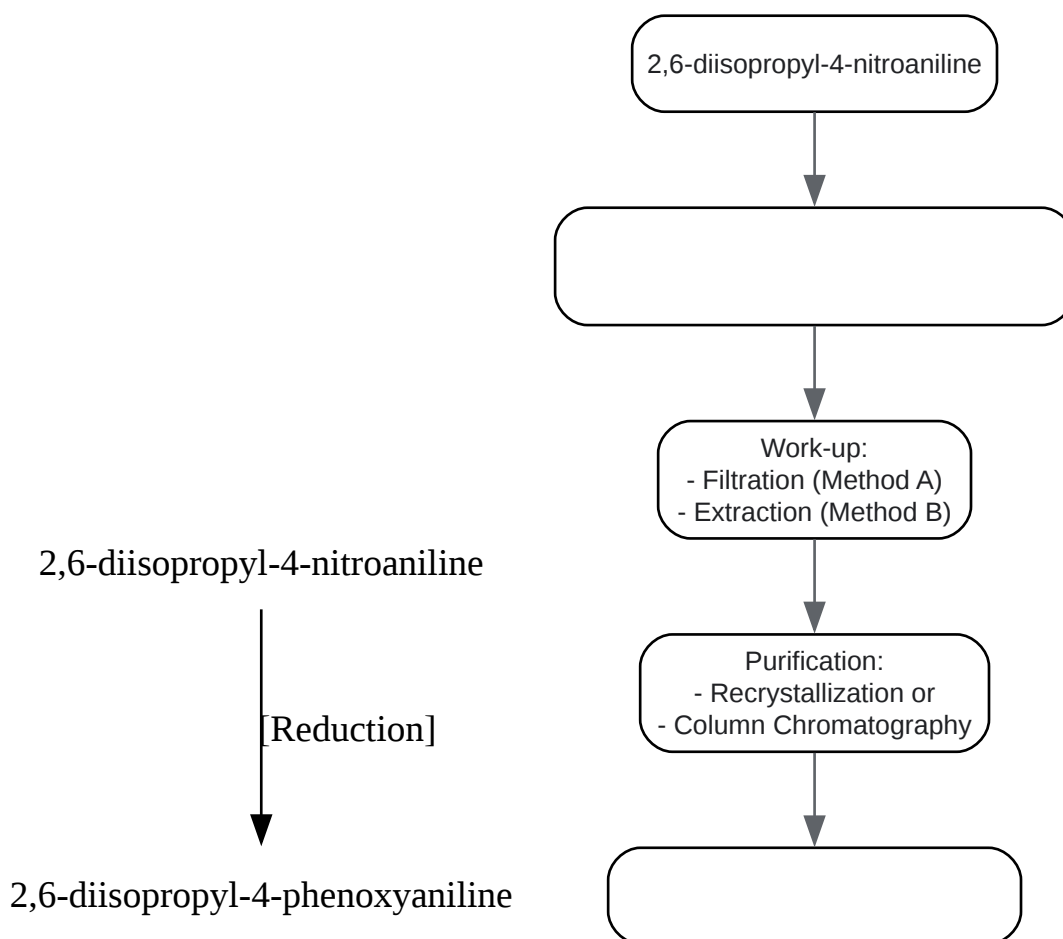 2,6-diisopropyl-4-nitroaniline
Work-up:
- Filtration (Method A)
- Extraction (Method B)
2,6-diisopropyl-4-nitroaniline
Purification:
- Recrystallization or
- Column Chromatography
[Reduction]
2,6-diisopropyl-4-phenoxyaniline